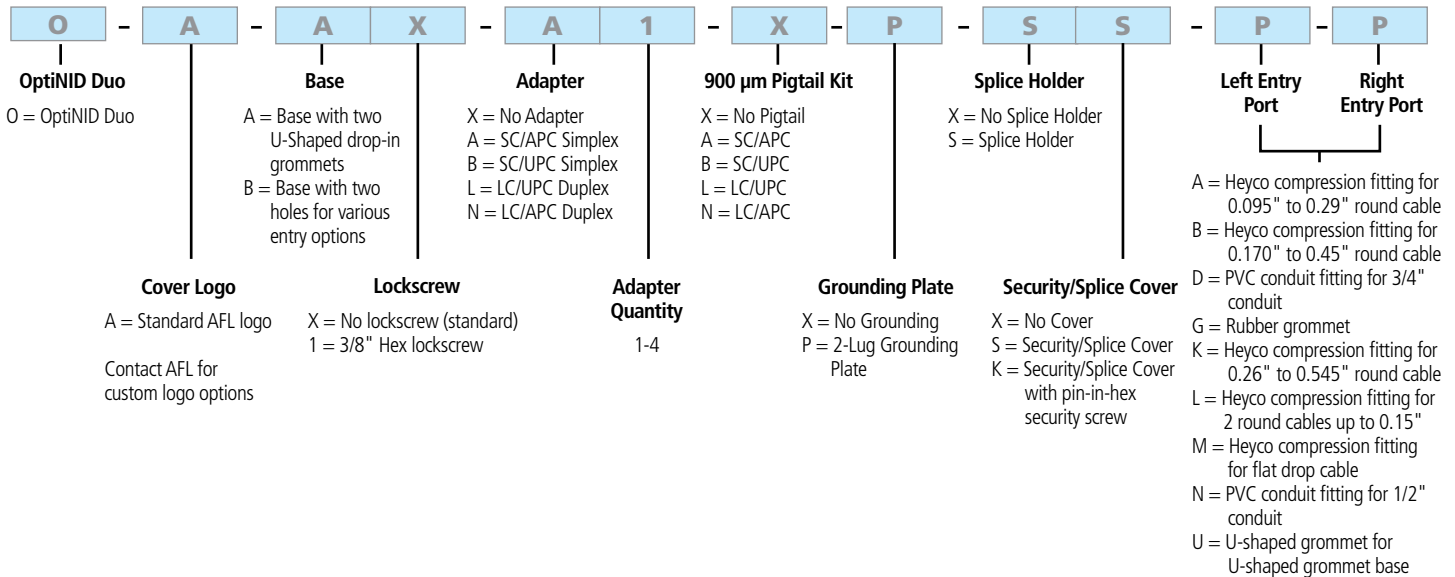 O – A – A X – A 1 – X – P – S S – P – P
OptiNID Duo
O = OptiNID Duo
Cover Logo
A = Standard AFL logo
Contact AFL for
custom logo options
Base
A = Base with two
U-Shaped drop-in
grommets
B = Base with two
holes for various
entry options
Lockscrew
X = No lockscrew (standard)
1 = 3/8" Hex lockscrew
Adapter
X = No Adapter
A = SC/APC Simplex
B = SC/UPC Simplex
L = LC/UPC Duplex
N = LC/APC Duplex
Adapter
Quantity
1-4
900 µm Pigtail Kit
X = No Pigtail
A = SC/APC
B = SC/UPC
L = LC/UPC
N = LC/APC
Grounding Plate
X = No Grounding
P = 2-Lug Grounding
Plate
Splice Holder
X = No Splice Holder
S = Splice Holder
Security/Splice Cover
X = No Cover
S = Security/Splice Cover
K = Security/Splice Cover
with pin-in-hex
security screw
Left Entry
Port
Right
Entry Port
A = Heyco compression fitting for
0.095" to 0.29" round cable
B = Heyco compression fitting for
0.170" to 0.45" round cable
D = PVC conduit fitting for 3/4"
conduit
G = Rubber grommet
K = Heyco compression fitting for
0.26" to 0.545" round cable
L = Heyco compression fitting for
2 round cables up to 0.15"
M = Heyco compression fitting
for flat drop cable
N = PVC conduit fitting for 1/2"
conduit
U = U-shaped grommet for
U-shaped grommet base